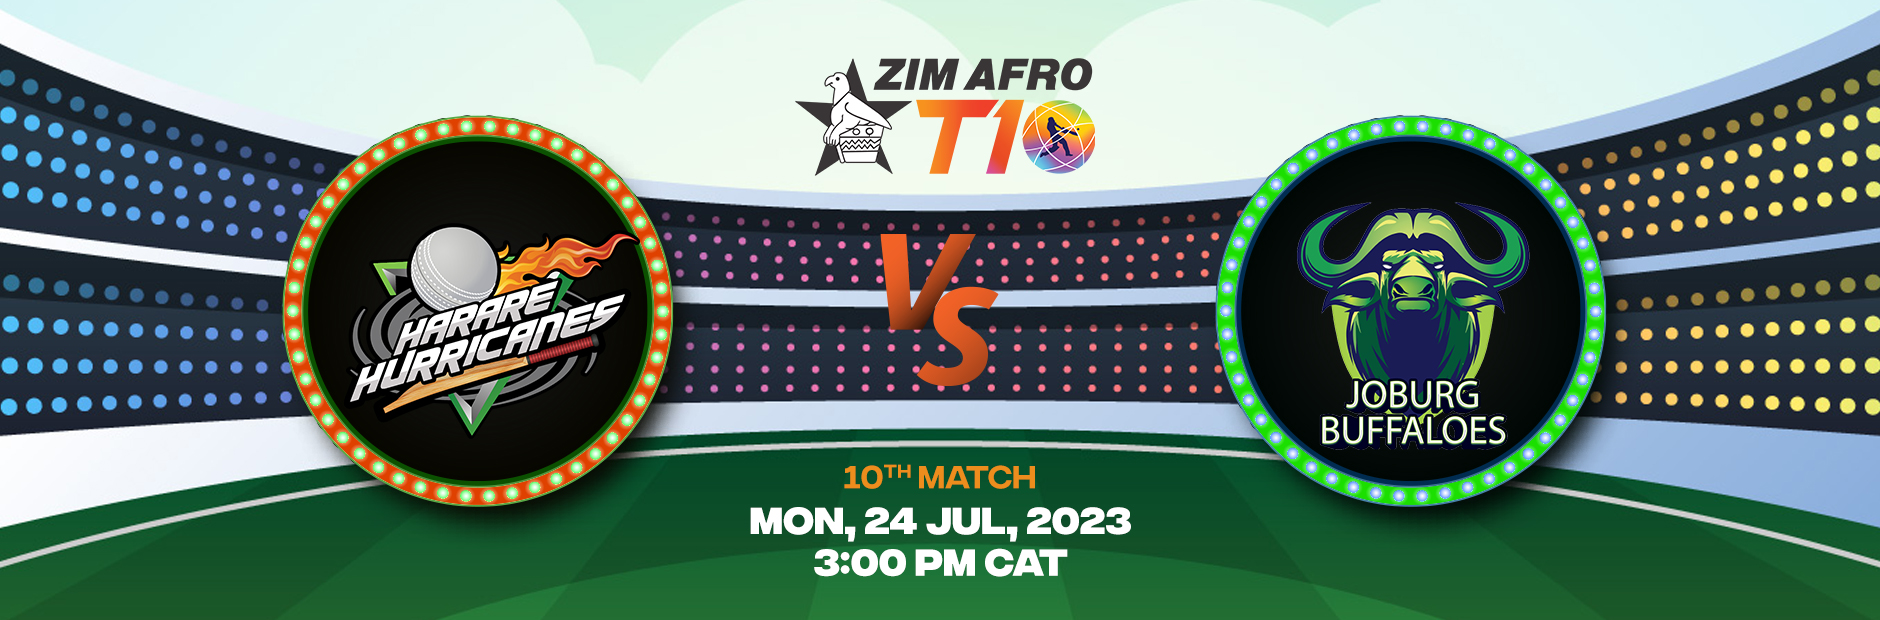 ZIM AFRO
T10
HARARE
HURRICANES
VS
JOBURG
BUFFALOES
10TH MATCH
MON, 24 JUL, 2023
3:00 PM CAT